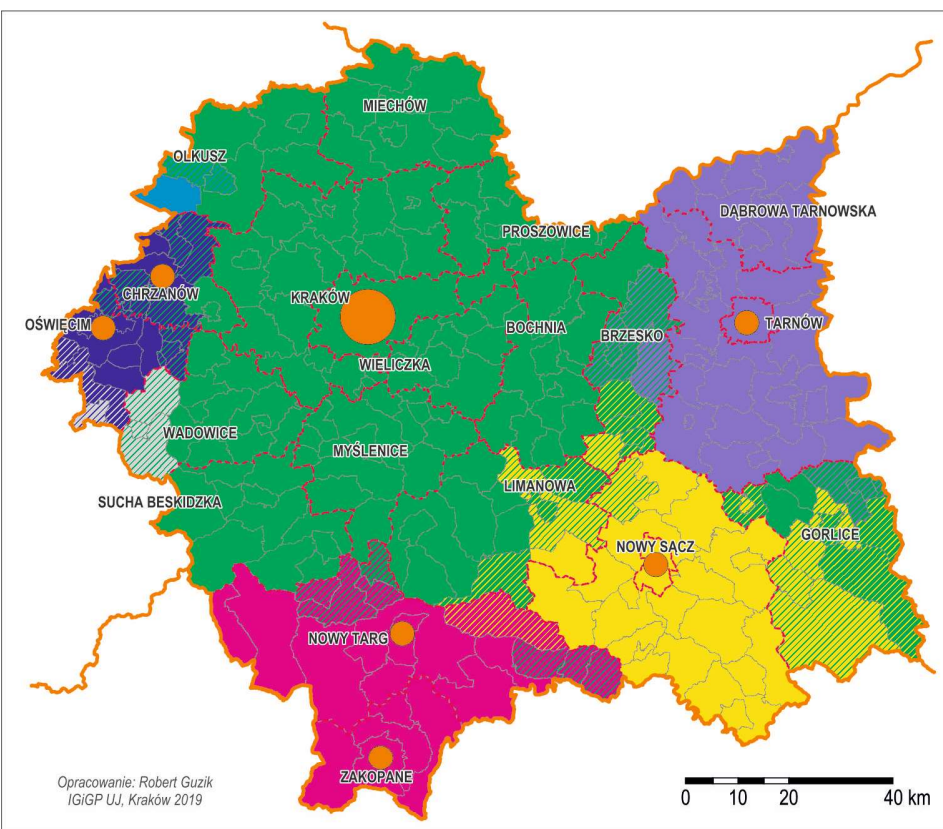 MIECHÓW
OLKUSZ
DĄBROWA TARNOWSKA
PROSZOWICE
CHRZANÓW
KRAKÓW
OŚWIĘCIM
BOCHNIA
BRZESKO
TARNÓW
WIELICZKA
WADOWICE
MYŚLENICE
LIMANOWA
SUCHA BESKIDZKA
GORLICE
NOWY SĄCZ
NOWY TARG
ZAKOPANE
Opracowanie: Robert Guzik
IGiGP UJ, Kraków 2019
0 10 20 40 km